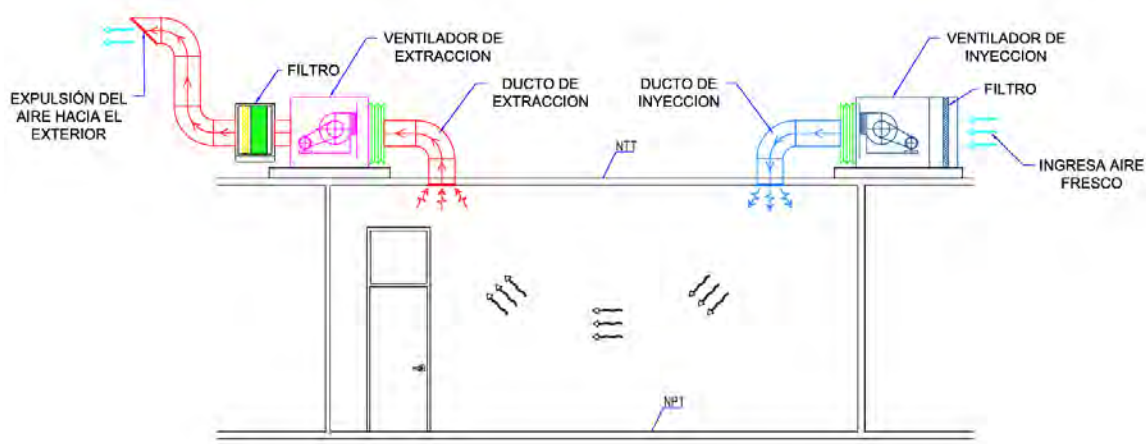 VENTILADOR DE
EXTRACCION
FILTRO
DUCTO DE
EXTRACCION
EXPULSIÓN DEL
AIRE HACIA EL
EXTERIOR
DUCTO DE
INYECCION
VENTILADOR DE
INYECCION
FILTRO
INGRESA AIRE
FRESCO
NTT
NPT